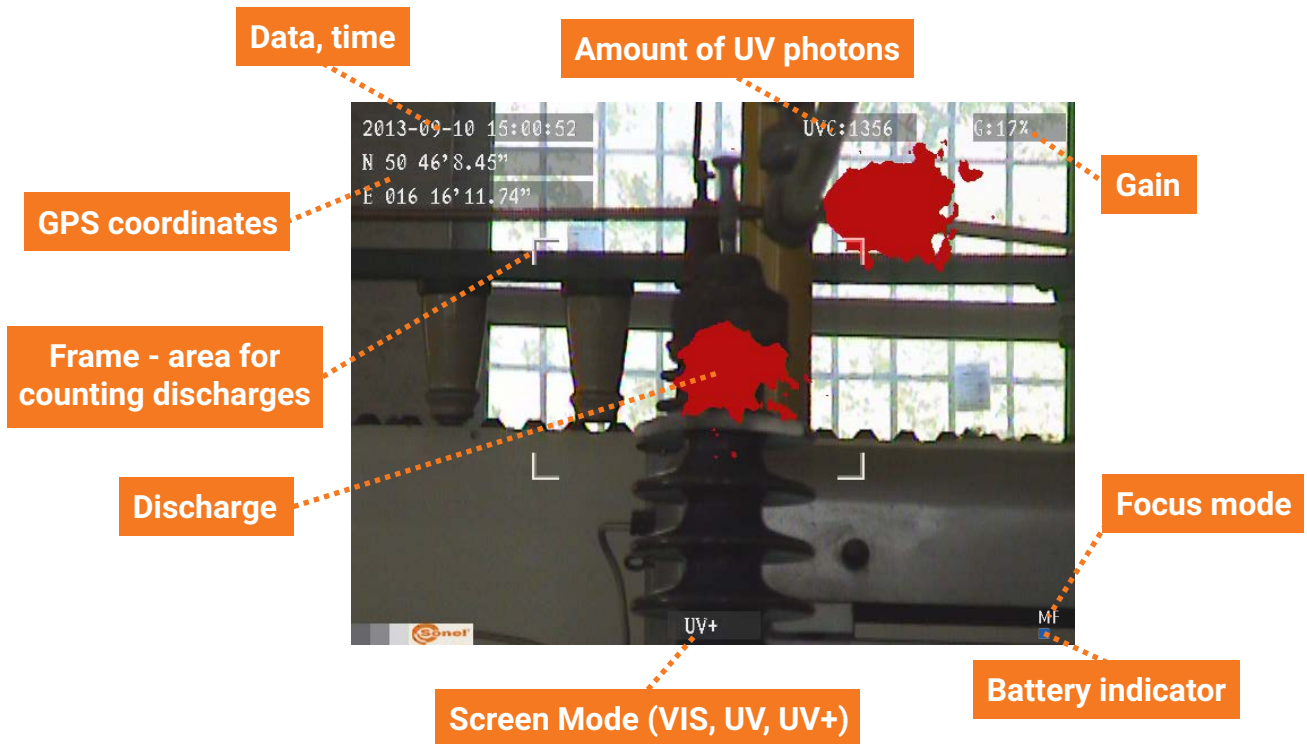 Data, time
Amount of UV photons
2013-09-10 15:00:52
UVC:1356
G:17%
N 50 46'8.45"
E 016 16'11.74"
Gain
GPS coordinates
Frame - area for
counting discharges
Discharge
Focus mode
MF
UV+
Sonel
Battery indicator
Screen Mode (VIS, UV, UV+)